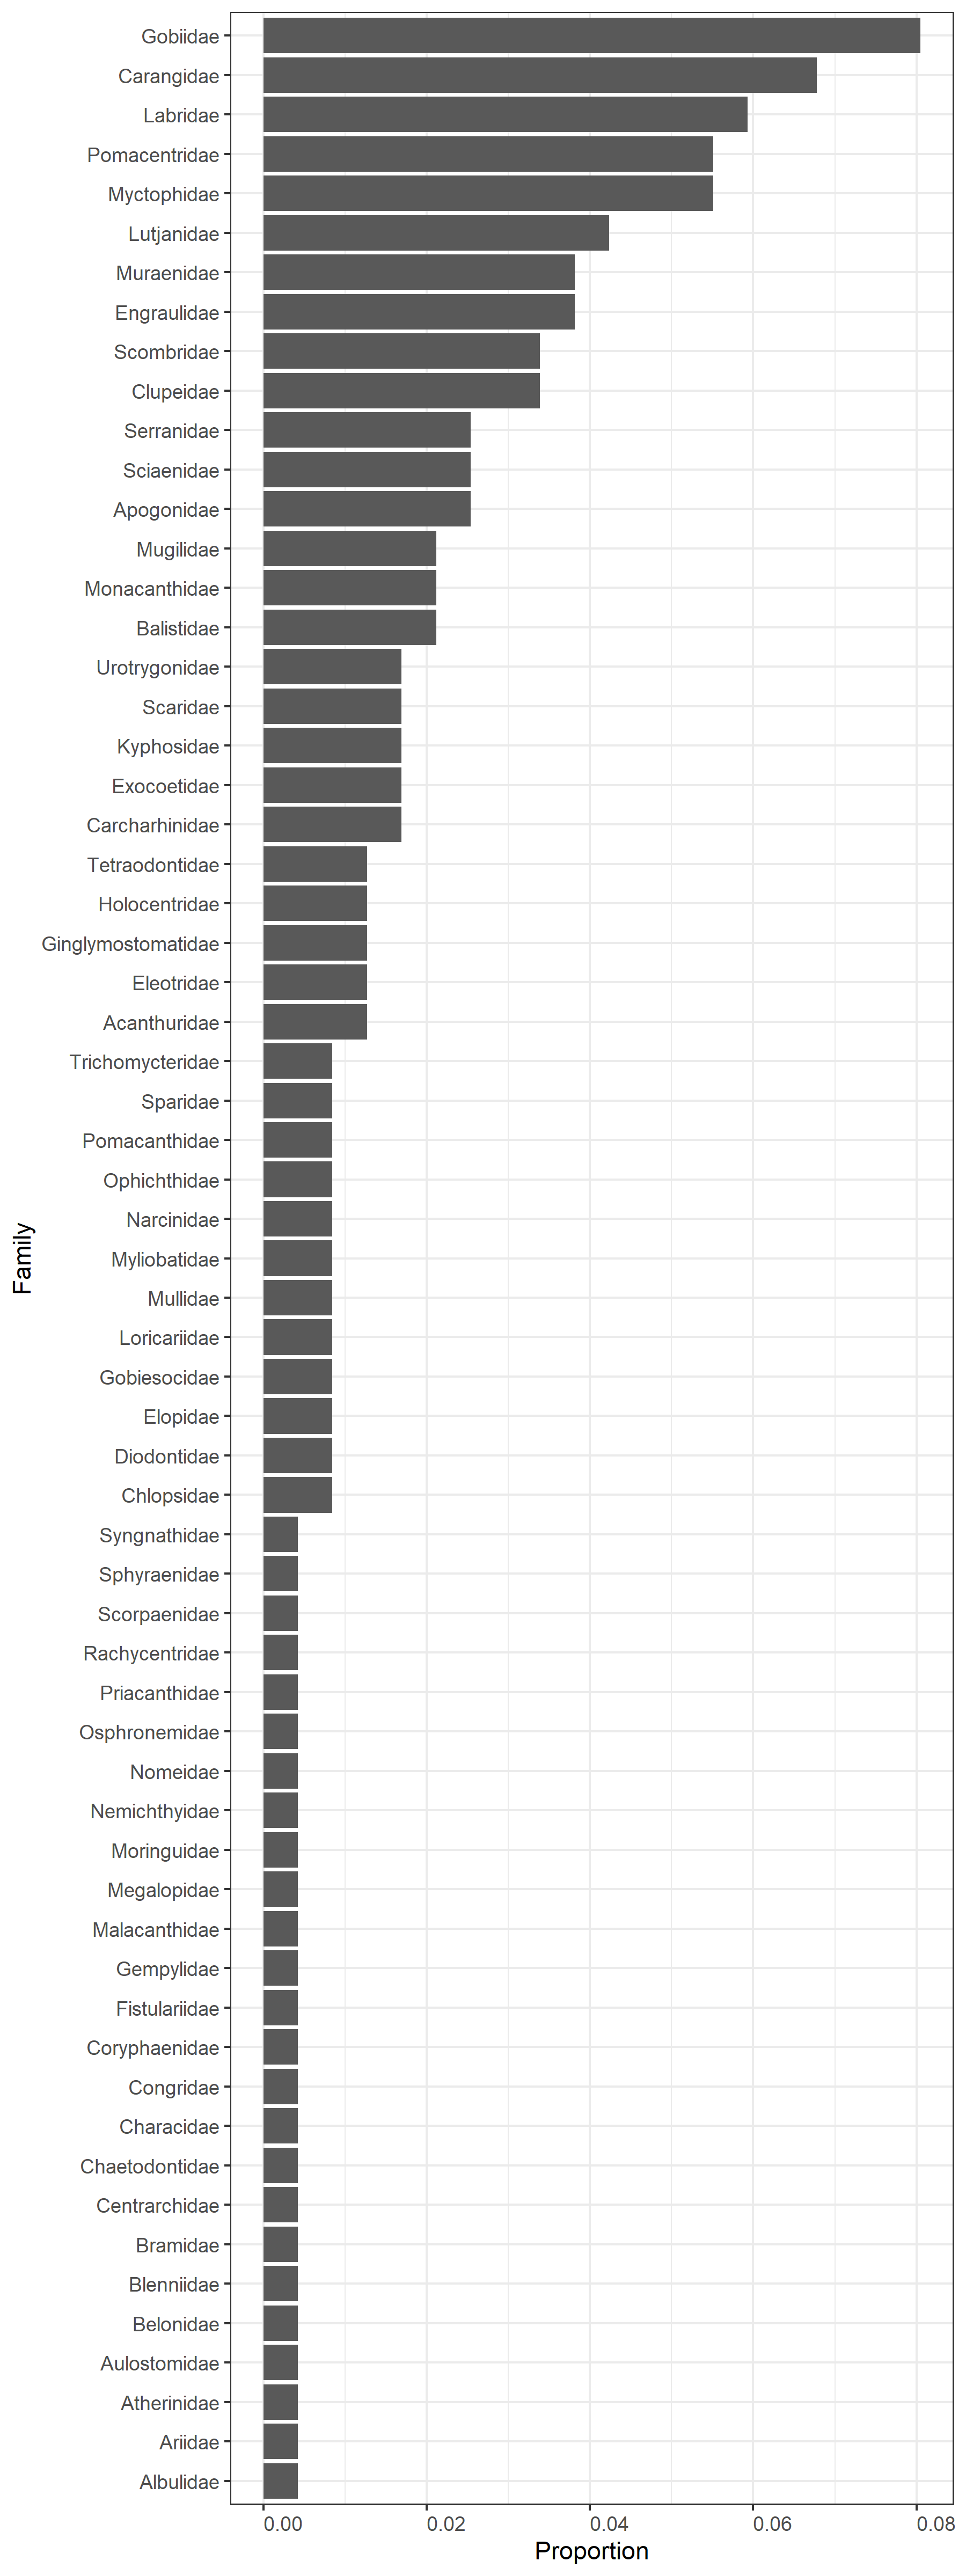 Gobiidae
Carangidae
Labridae
Pomacentridae
Myctophidae
Lutjanidae
Muraenidae
Engraulidae
Scombridae
Clupeidae
Serranidae
Sciaenidae
Apogonidae
Mugilidae
Monacanthidae
Balistidae
Urotrygonidae
Scaridae
Kyphosidae
Exocoetidae
Carcharhinidae
Tetraodontidae
Holocentridae
Ginglymostomatidae
Eleotridae
Acanthuridae
Trichomycteridae
Sparidae
Pomacanthidae
Ophichthidae
Narcinidae
Myliobatidae
Mullidae
Loricariidae
Gobiesocidae
Elopidae
Diodontidae
Chlopsidae
Syngnathidae
Sphyraenidae
Scorpaenidae
Rachycentridae
Priacanthidae
Osphronemidae
Nomeidae
Nemichthyidae
Moringuidae
Megalopidae
Malacanthidae
Gempylidae
Fistulariidae
Coryphaenidae
Congridae
Characidae
Chaetodontidae
Centrarchidae
Bramidae
Blenniidae
Belonidae
Aulostomidae
Atherinidae
Ariidae
Albulidae
Family
0.00 0.02 0.04 0.06 0.08
Proportion